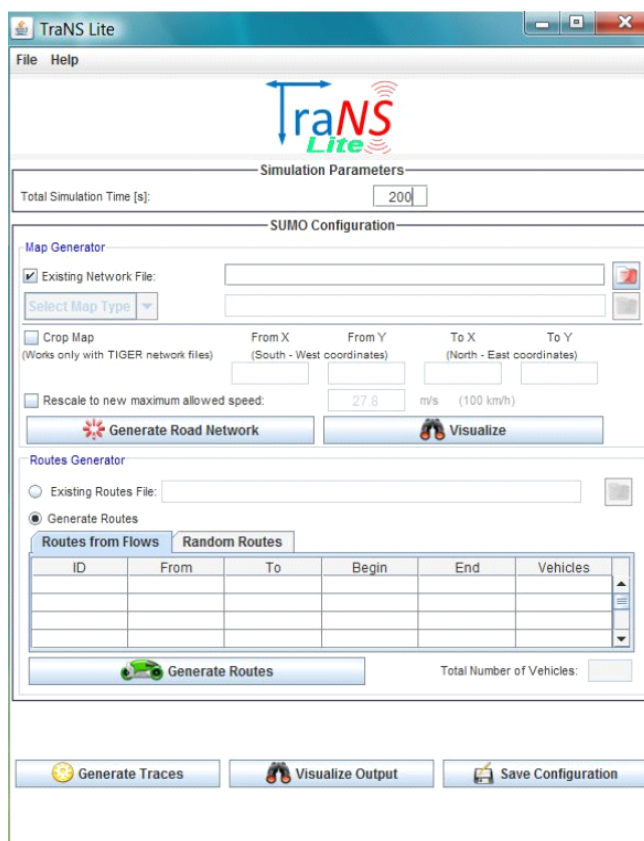 TraNS Lite
File Help
TraNS
Lite
Simulation Parameters
Total Simulation Time [s]: 200
SUMO Configuration
Map Generator
Existing Network File:
Select Map Type
Crop Map From X From Y To X To Y
(Works only with TIGER network files) (South - West coordinates) (North - East coordinates)
Rescale to new maximum allowed speed: 27.8 m/s (100 km/h)
Generate Road Network Visualize
Routes Generator
Existing Routes File:
Generate Routes
Routes from Flows Random Routes
ID From To Begin End Vehicles
Generate Routes Total Number of Vehicles:
Generate Traces Visualize Output Save Configuration